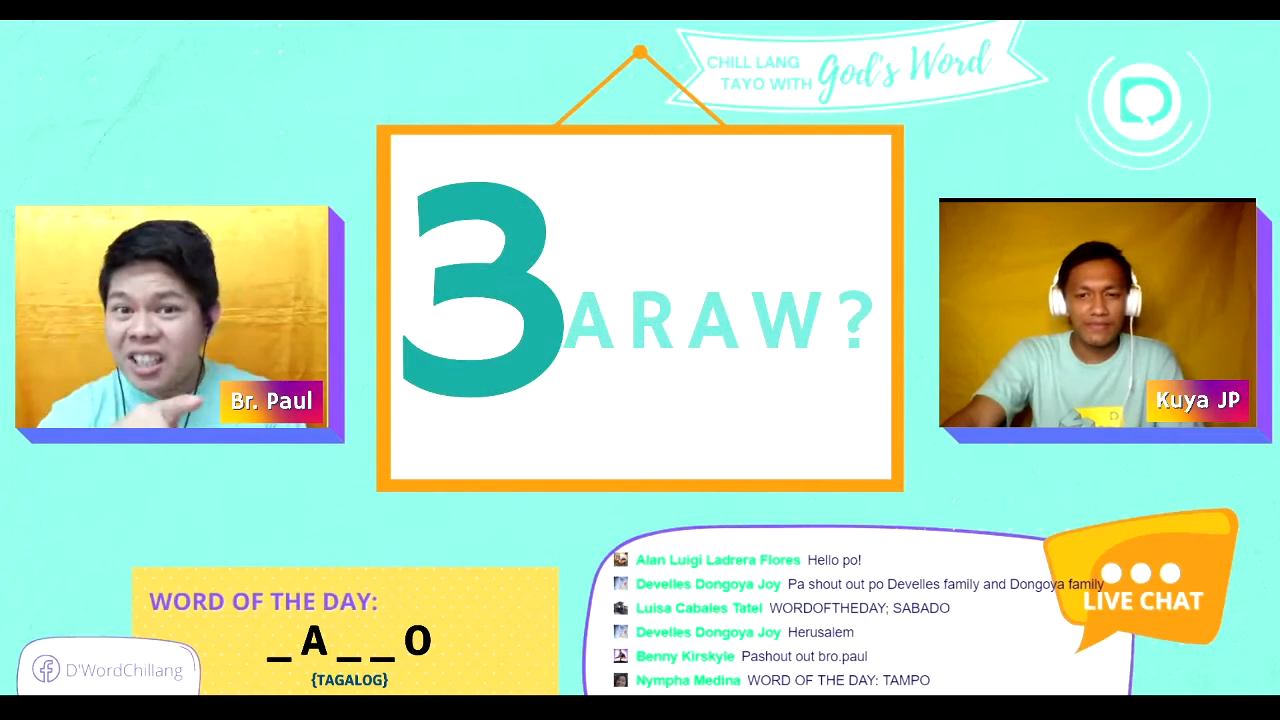 CHILL LANG
TAYO WITH God's Word
3 ARAW?
Br. Paul
Kuya JP
WORD OF THE DAY:
_ A _ _ O
{TAGALOG}
D'WordChillang
Alan Luigi Ladrera Flores Hello po!
Develles Dongoya Joy Pa shout out po Develles family and Dongoya family
Luisa Cabales Tatel WORDOFTHEDAY; SABADO
Develles Dongoya Joy Herusalem
Benny Kirskyle Pashout out bro.paul
Nympha Medina WORD OF THE DAY: TAMPO
LIVE CHAT